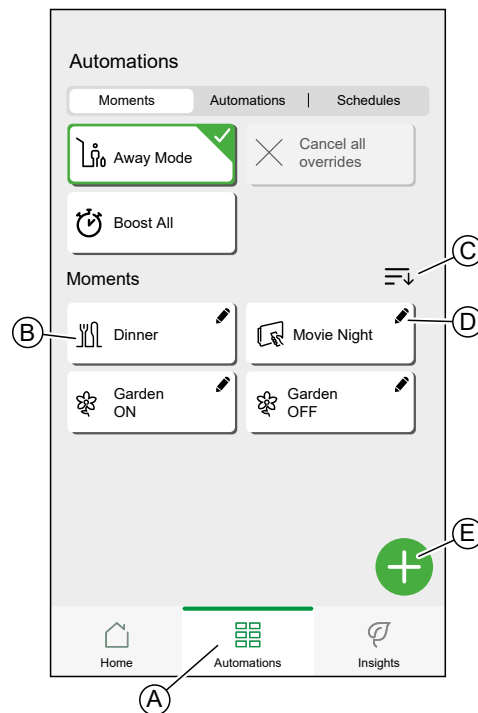 Automations
Moments Automations Schedules
Away Mode
Cancel all
overrides
Boost All
Moments
C
B
Dinner
Movie Night
D
Garden
ON
Garden
OFF
E
Home
Automations
Insights
A